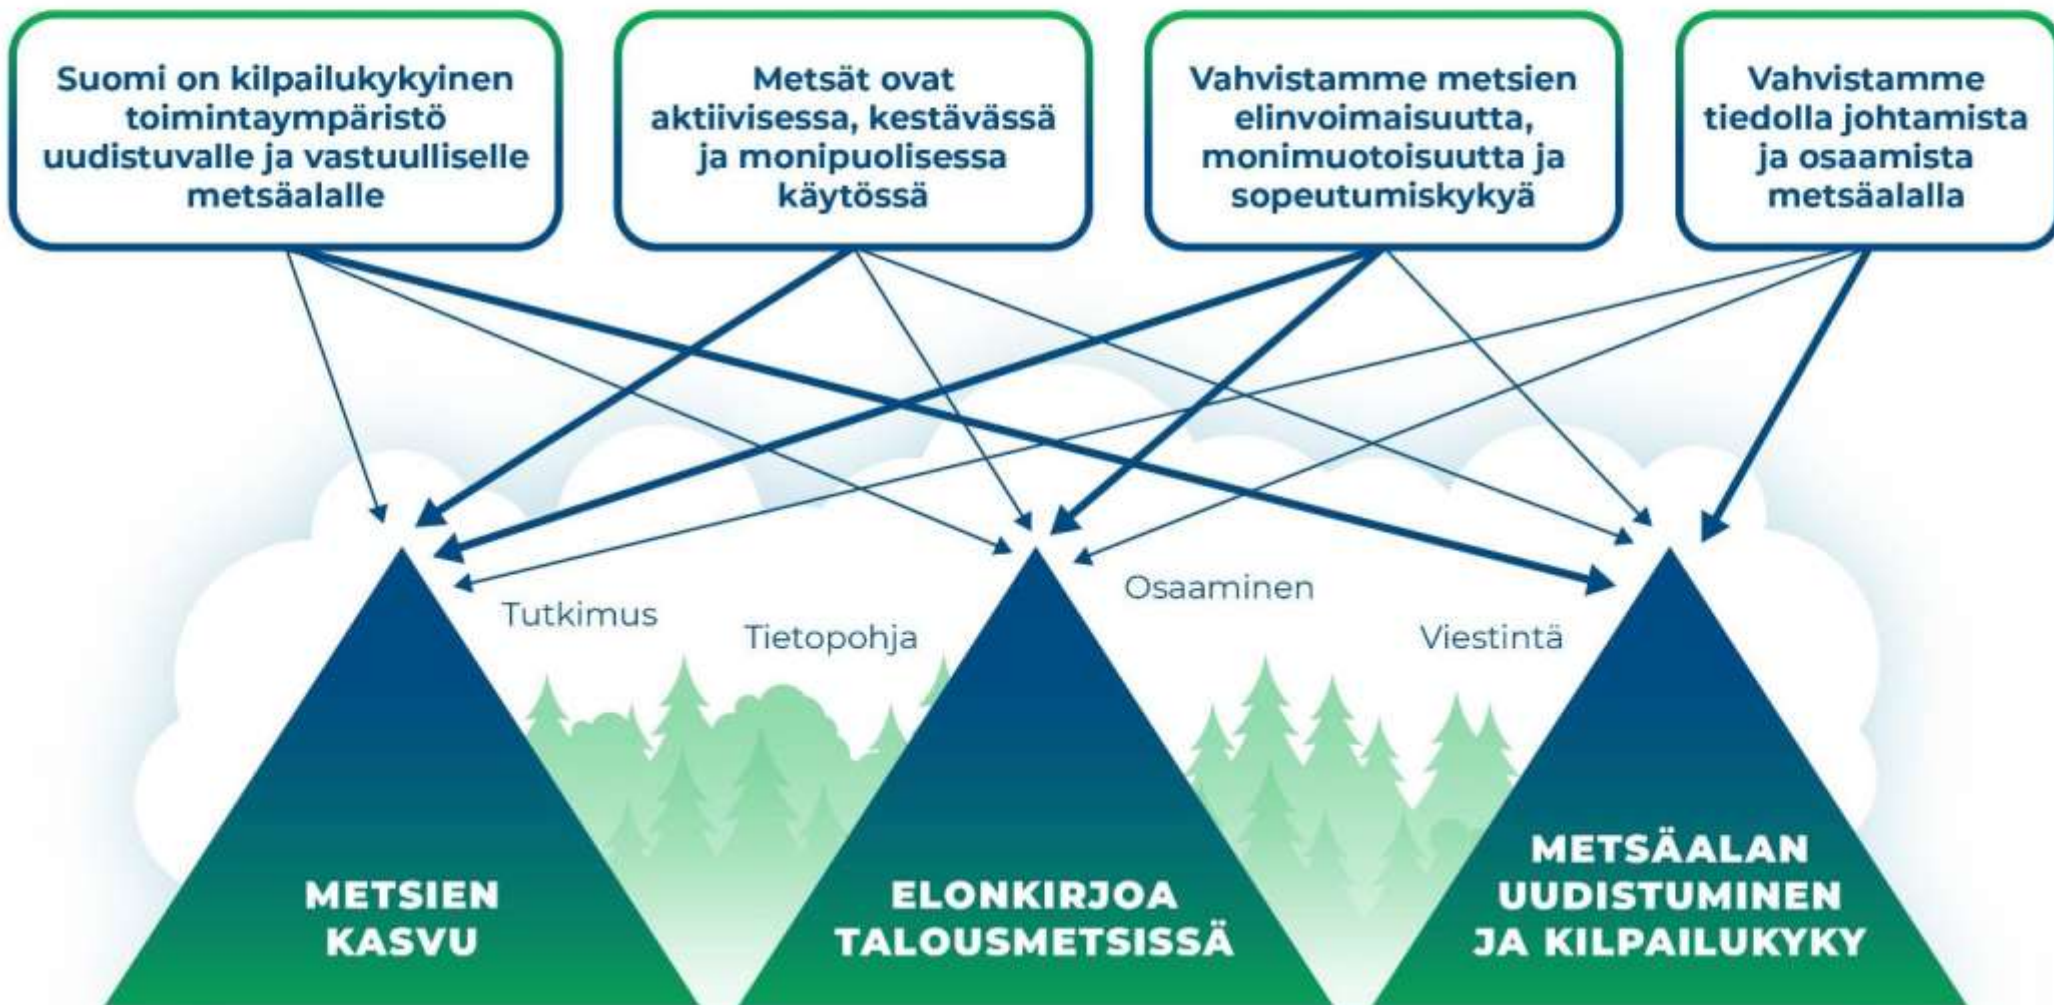 Suomi on kilpailukykyinen
toimintaympäristö
uudistuvalle ja vastuulliselle
metsäalalle
Metsät ovat
aktiivisessa, kestävässä
ja monipuolisessa
käytössä
Vahvistamme metsien
elinvoimaisuutta,
monimuotoisuutta ja
sopeutumiskykyä
Vahvistamme
tiedolla johtamista
ja osaamista
metsäalalla
Tutkimus
Tietopohja
Osaaminen
Viestintä
METSIEN
KASVU
ELONKIRJOA
TALOUSMETSISSÄ
METSÄALAN
UUDISTUMINEN
JA KILPAILUKYKY